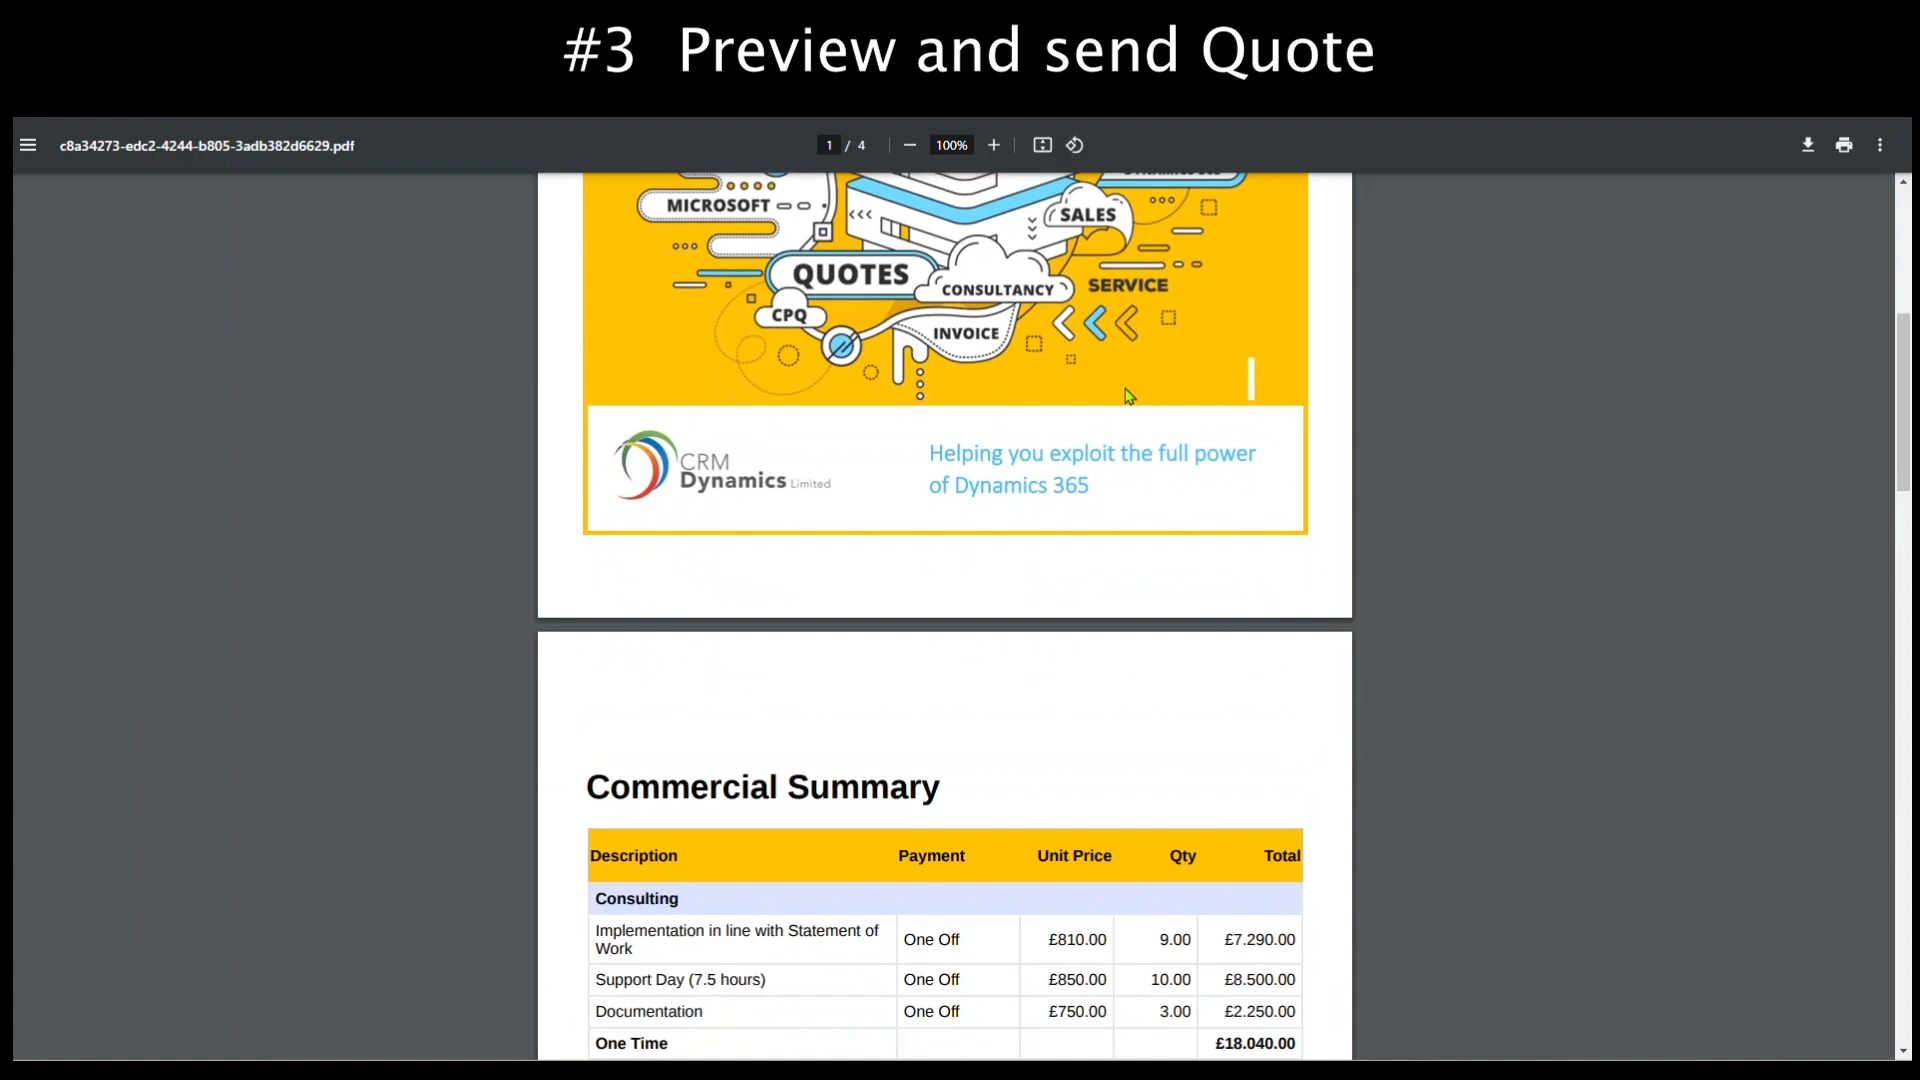 #3 Preview and send Quote
c8a34273-edc2-4244-b805-3adb382d6629.pdf
1 / 4
100%
MICROSOFT
SALES
QUOTES
CONSULTANCY
SERVICE
CPQ
INVOICE
CRM
Dynamics Limited
Helping you exploit the full power
of Dynamics 365
Commercial Summary
Description Payment Unit Price Qty Total
Consulting
Implementation in line with Statement of
Work
One Off £810.00 9.00 £7.290.00
Support Day (7.5 hours) One Off £850.00 10.00 £8.500.00
Documentation One Off £750.00 3.00 £2.250.00
One Time £18.040.00